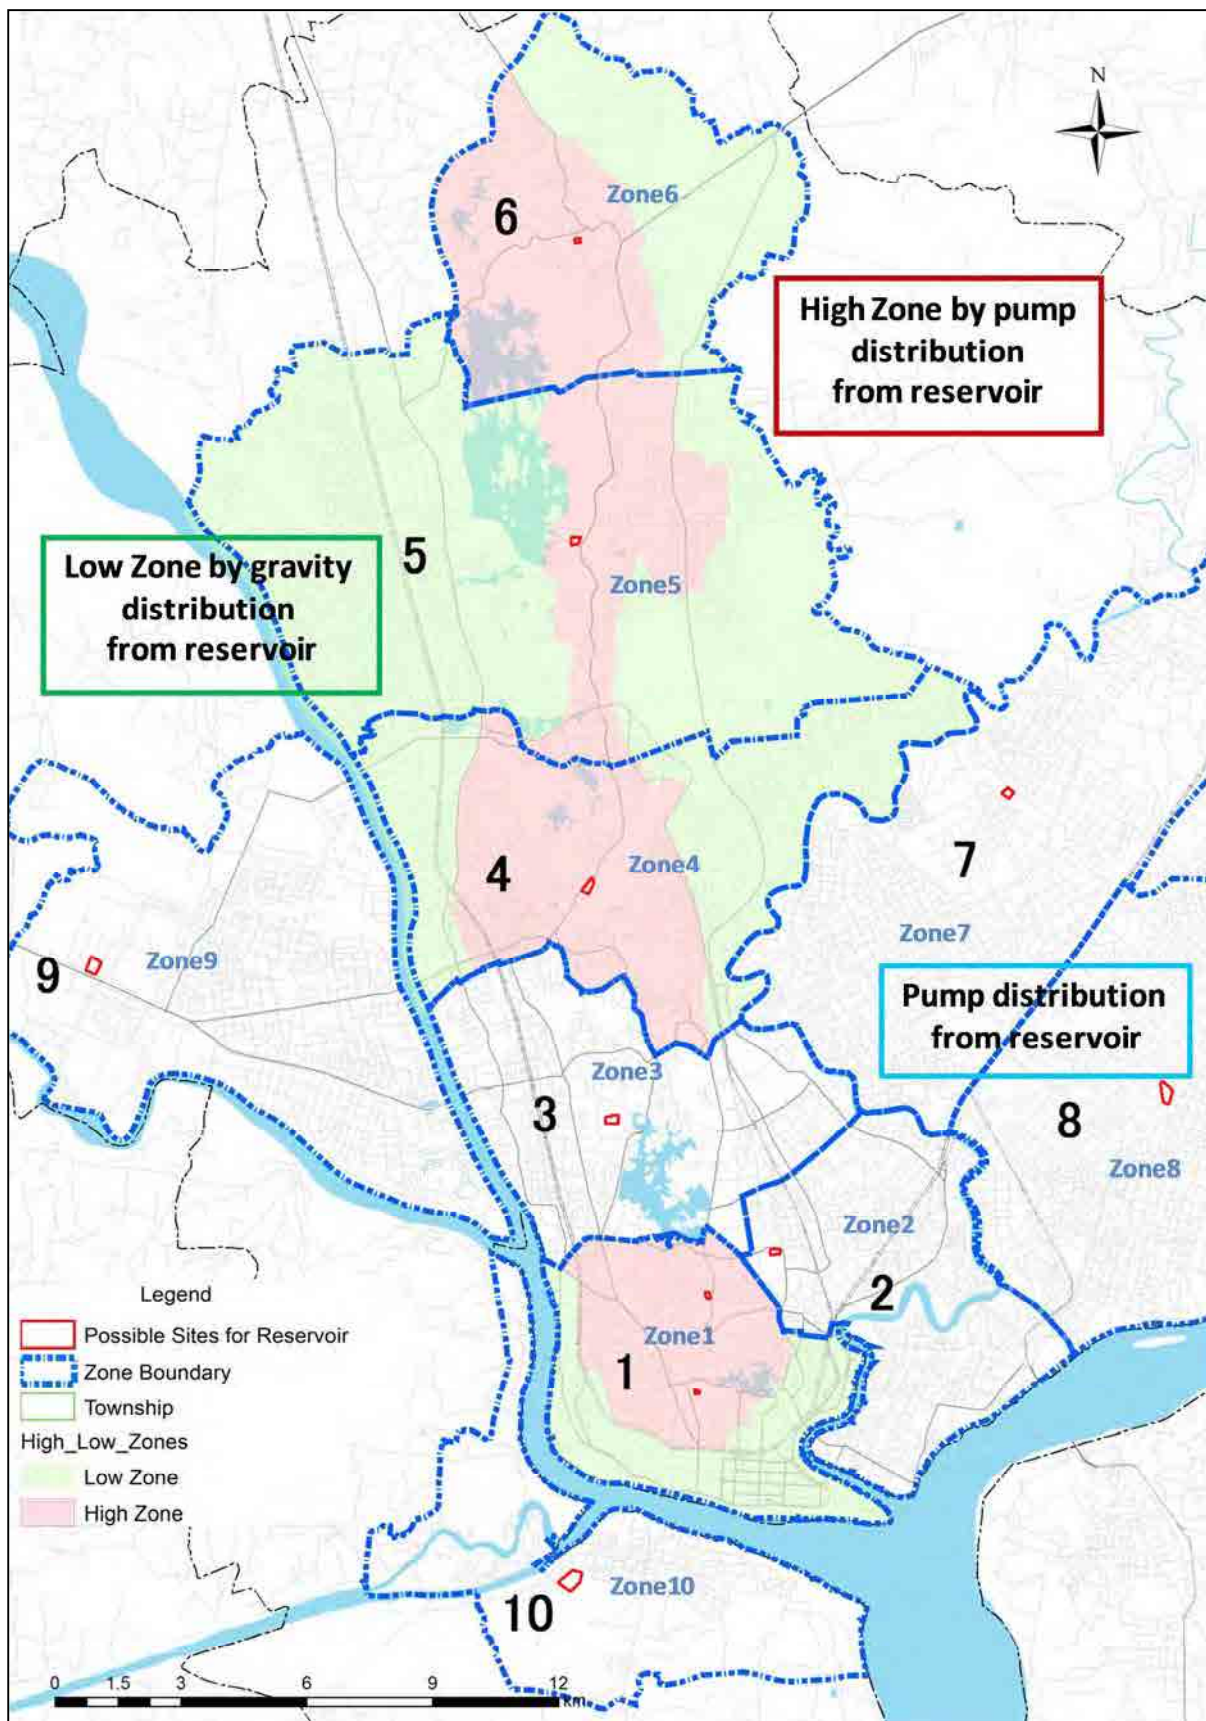 N
Zone6
6
High Zone by pump
distribution
from reservoir
5
Low Zone by gravity
distribution
from reservoir
Zone5
7
4
Zone4
Zone7
9
Zone9
Pump distribution
from reservoir
Zone3
3
8
Zone8
Zone2
2
Legend
Possible Sites for Reservoir
Zone Boundary
Township
High_Low_Zones
Low Zone
High Zone
Zone1
1
Zone10
10
0 1.5 3 6 9 12
km